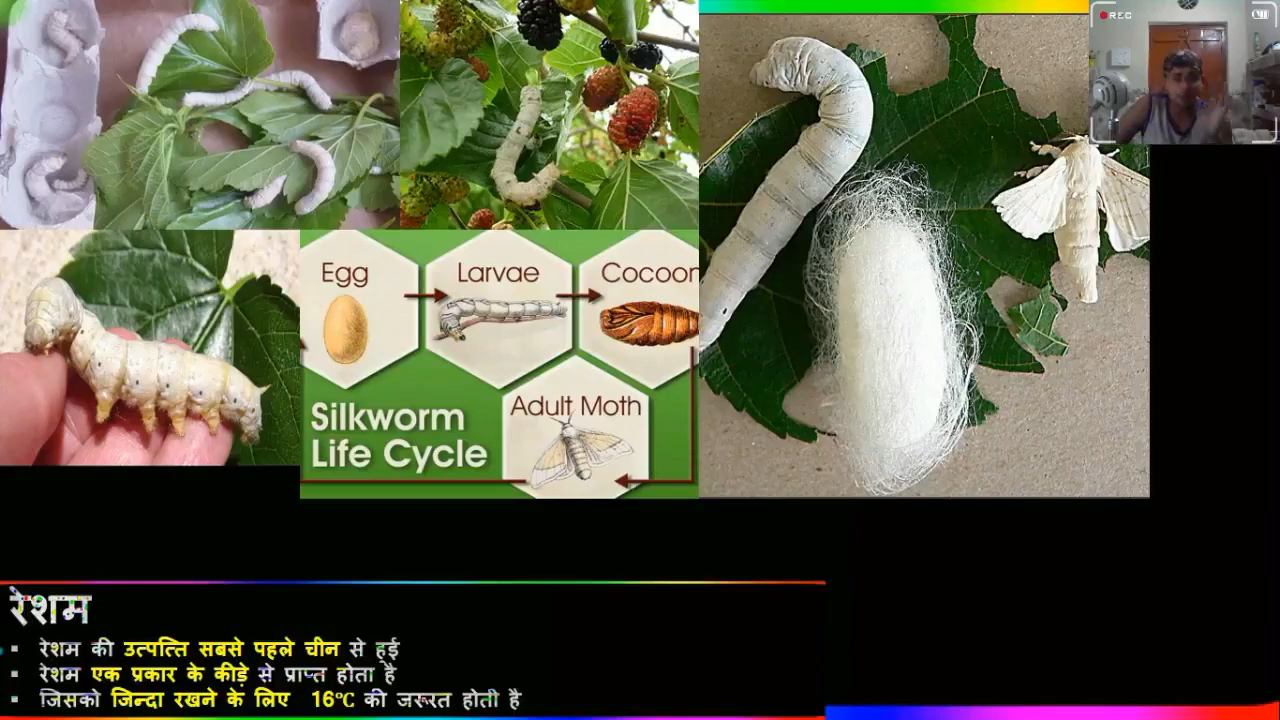 REC
Egg
Larvae
Cocoon
Adult Moth
Silkworm
Life Cycle
रेशम
▪ रेशम की उत्पत्ति सबसे पहले चीन से हुई
▪ रेशम एक प्रकार के कीड़े से प्राप्त होता है
▪ जिसको जिन्दा रखने के लिए 16°C की जरूरत होती है